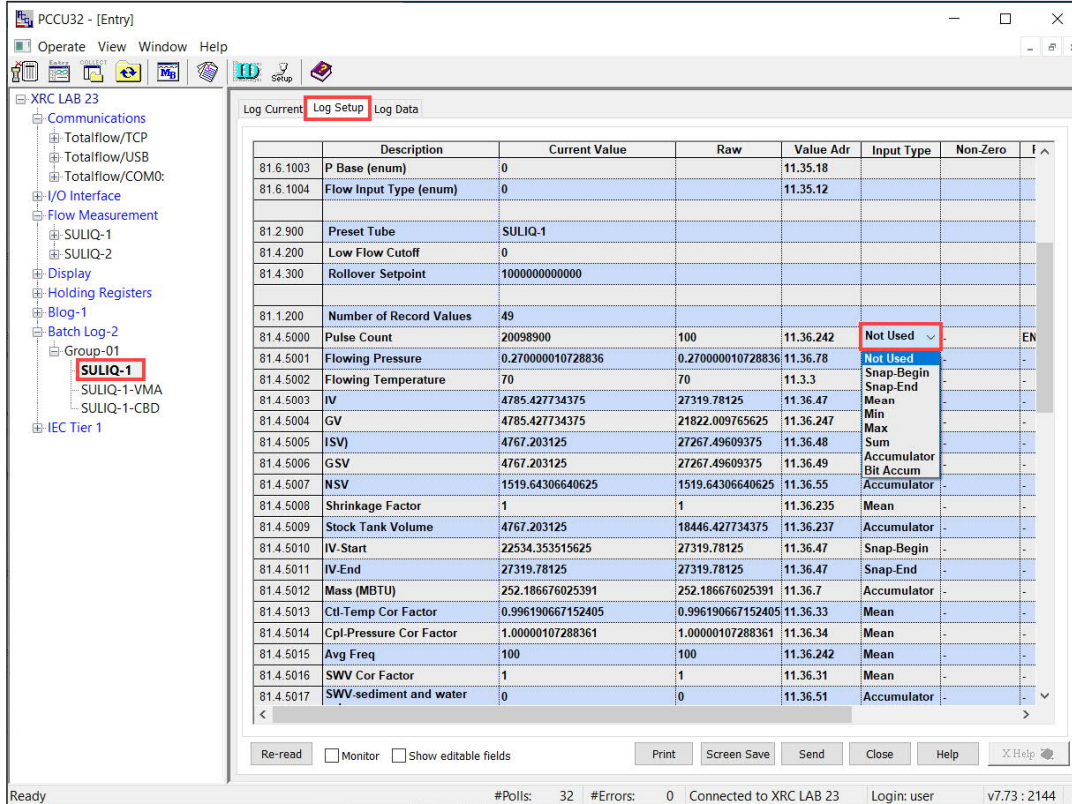 PCCU32 - [Entry]
Operate View Window Help
Entry COLLECT MB Setup
XRC LAB 23
Communications
Totalflow/TCP
Totalflow/USB
Totalflow/COM0:
I/O Interface
Flow Measurement
SULIQ-1
SULIQ-2
Display
Holding Registers
Blog-1
Batch Log-2
Group-01
SULIQ-1
SULIQ-1-VMA
SULIQ-1-CBD
IEC Tier 1
Log Current Log Setup Log Data
Description Current Value Raw Value Adr Input Type Non-Zero
81.6.1003 P Base (enum) 0 11.35.18
81.6.1004 Flow Input Type (enum) 0 11.35.12
81.2.900 Preset Tube SULIQ-1
81.4.200 Low Flow Cutoff 0
81.4.300 Rollover Setpoint 1000000000000
81.1.200 Number of Record Values 49
81.4.5000 Pulse Count 20098900 100 11.36.242 Not Used - EN
81.4.5001 Flowing Pressure 0.270000010728836 0.270000010728836 11.36.78 - -
81.4.5002 Flowing Temperature 70 70 11.3.3 - -
81.4.5003 IV 4785.427734375 27319.78125 11.36.47 - -
81.4.5004 GV 4785.427734375 21822.009765625 11.36.247 - -
81.4.5005 ISV) 4767.203125 27267.49609375 11.36.48 - -
81.4.5006 GSV 4767.203125 27267.49609375 11.36.49 - -
Not Used
Snap-Begin
Snap-End
Mean
Min
Max
Sum
Accumulator
Bit Accum
81.4.5007 NSV 1519.64306640625 1519.64306640625 11.36.55 Accumulator - -
81.4.5008 Shrinkage Factor 1 1 11.36.235 Mean - -
81.4.5009 Stock Tank Volume 4767.203125 18446.427734375 11.36.237 Accumulator - -
81.4.5010 IV-Start 22534.353515625 27319.78125 11.36.47 Snap-Begin - -
81.4.5011 IV-End 27319.78125 27319.78125 11.36.47 Snap-End - -
81.4.5012 Mass (MBTU) 252.186676025391 252.186676025391 11.36.7 Accumulator - -
81.4.5013 Ctl-Temp Cor Factor 0.996190667152405 0.996190667152405 11.36.33 Mean - -
81.4.5014 Cpl-Pressure Cor Factor 1.00000107288361 1.00000107288361 11.36.34 Mean - -
81.4.5015 Avg Freq 100 100 11.36.242 Mean - -
81.4.5016 SWV Cor Factor 1 1 11.36.31 Mean - -
81.4.5017 SWV-sediment and water 0 0 11.36.51 Accumulator - -
Re-read Monitor Show editable fields Print Screen Save Send Close Help X Help
Ready #Polls: 32 #Errors: 0 Connected to XRC LAB 23 Login: user v7.73 : 2144